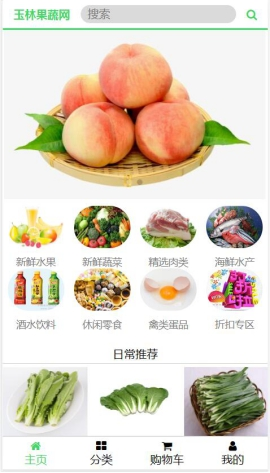 玉林果蔬网
搜索
新鲜水果
新鲜蔬菜
精选肉类
海鲜水产
酒水饮料
休闲零食
禽类蛋品
折扣专区
日常推荐
主页
分类
购物车
我的